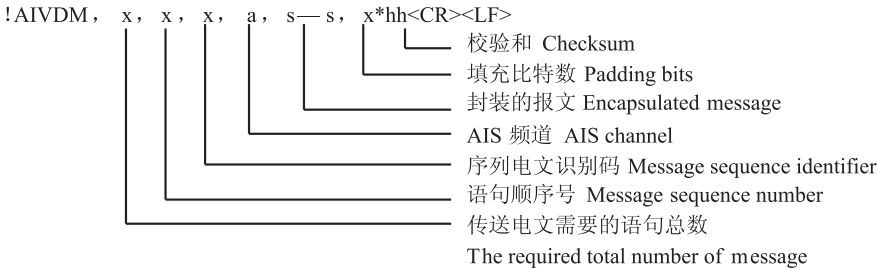 !AIVDM, x, x, x, a, s—s, x*hh<CR><LF>
校验和 Checksum
填充比特数 Padding bits
封装的报文 Encapsulated message
AIS 频道 AIS channel
序列电文识别码 Message sequence identifier
语句顺序号 Message sequence number
传送电文需要的语句总数
The required total number of message